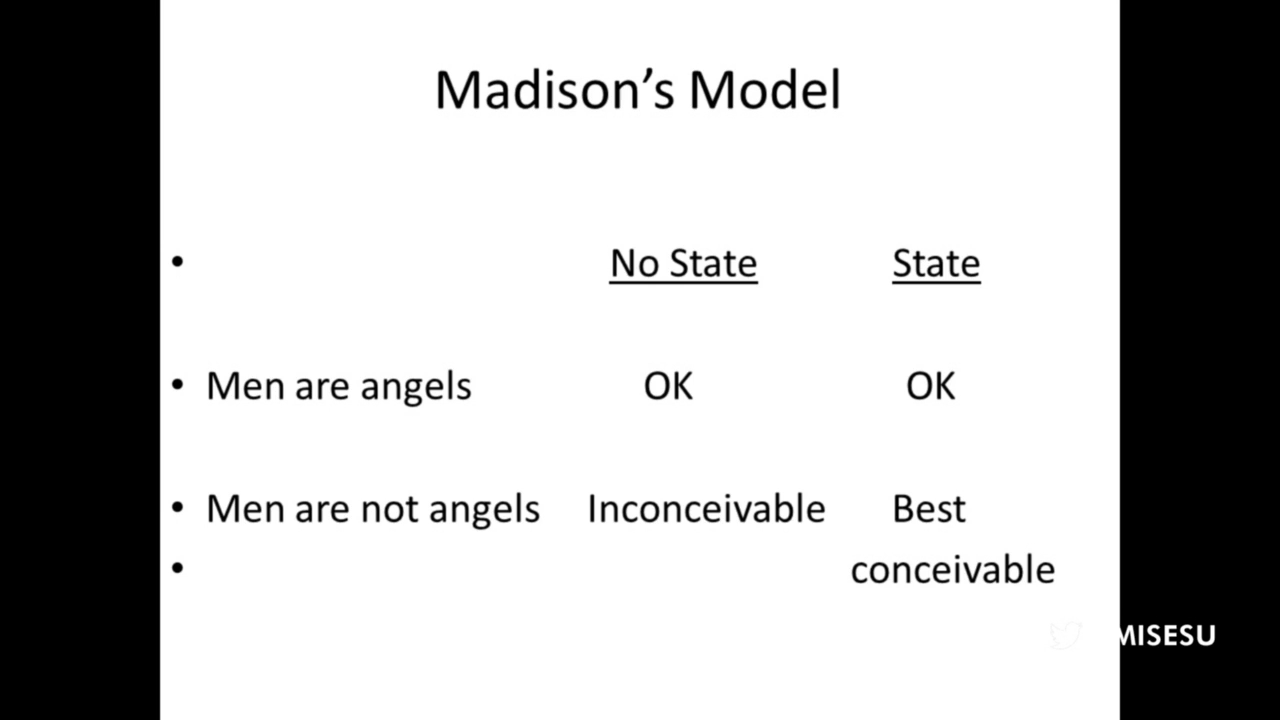 Madison’s Model
• No State State
• Men are angels OK OK
• Men are not angels Inconceivable Best
• conceivable
MISESU